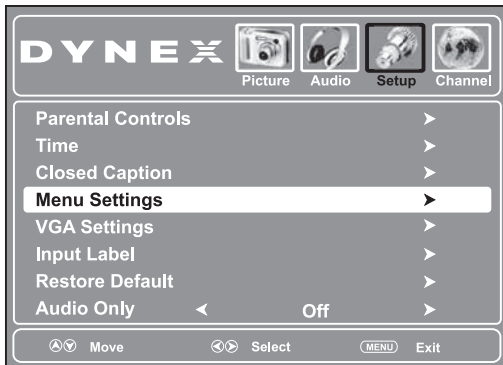 DYNEX
Picture Audio Setup Channel
Parental Controls
Time
Closed Caption
Menu Settings
VGA Settings
Input Label
Restore Default
Audio Only Off
Move Select MENU Exit